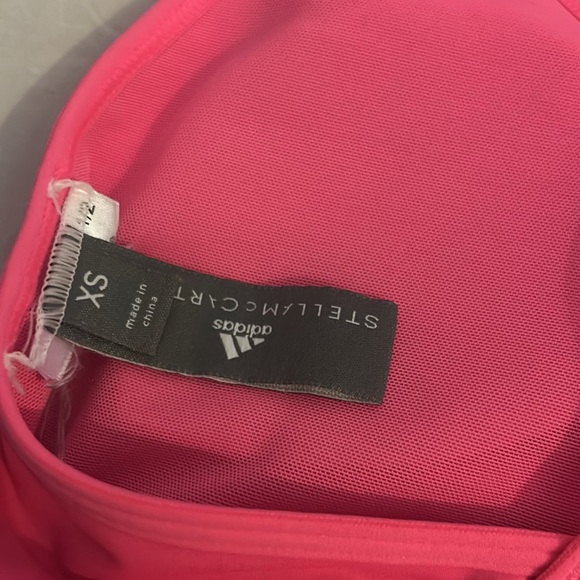 XS
made in
china
adidas
STELLAMcCART